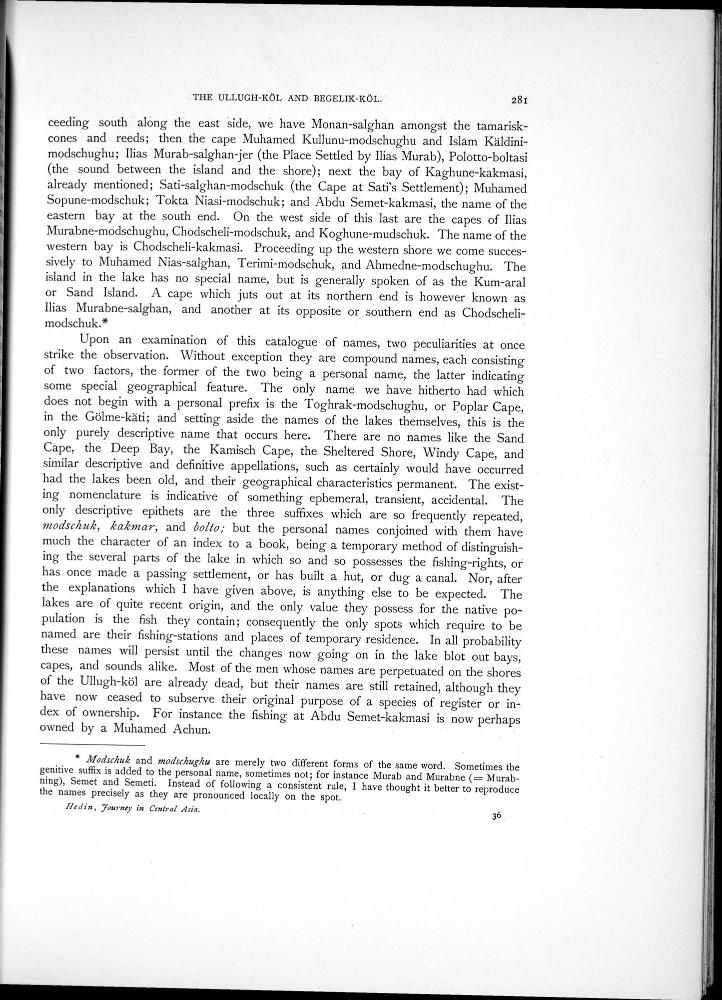 THE ULLUGH-KÖL AND BEGELIK-KÖL. 281
ceeding south along the east side, we have Monan-salghan amongst the tamarisk-
cones and reeds; then the cape Muhamed Kullunu-modschughu and Islam Käldini-
modschughu; Ilias Murab-salghan-jer (the Place Settled by Ilias Murab), Polotto-boltasi
(the sound between the island and the shore); next the bay of Kaghune-kakmasi,
already mentioned; Sati-salghan-modschuk (the Cape at Sati's Settlement); Muhamed
Sopune-modschuk; Tokta Niasi-modschuk; and Abdu Semet-kakmasi, the name of the
eastern bay at the south end. On the west side of this last are the capes of Ilias
Murabne-modschughu, Chodscheli-modschuk, and Koghune-mudschuk. The name of the
western bay is Chodscheli-kakmasi. Proceeding up the western shore we come succes-
sively to Muhamed Nias-salghan, Terimi-modschuk, and Ahmedne-modschughu. The
island in the lake has no special name, but is generally spoken of as the Kum-aral
or Sand Island. A cape which juts out at its northern end is however known as
Ilias Murabne-salghan, and another at its opposite or southern end as Chodscheli-
modschuk.*
Upon an examination of this catalogue of names, two peculiarities at once
strike the observation. Without exception they are compound names, each consisting
of two factors, the former of the two being a personal name, the latter indicating
some special geographical feature. The only name we have hitherto had which
does not begin with a personal prefix is the Toghrak-modschughu, or Poplar Cape,
in the Gölme-käti; and setting aside the names of the lakes themselves, this is the
only purely descriptive name that occurs here. There are no names like the Sand
Cape, the Deep Bay, the Kamisch Cape, the Sheltered Shore, Windy Cape, and
similar descriptive and definitive appellations, such as certainly would have occurred
had the lakes been old, and their geographical characteristics permanent. The exist-
ing nomenclature is indicative of something ephemeral, transient, accidental. The
only descriptive epithets are the three suffixes which are so frequently repeated,
modschuk, kakmar, and bolto; but the personal names conjoined with them have
much the character of an index to a book, being a temporary method of distinguish-
ing the several parts of the lake in which so and so possesses the fishing-rights, or
has once made a passing settlement, or has built a hut, or dug a canal. Nor, after
the explanations which I have given above, is anything else to be expected. The
lakes are of quite recent origin, and the only value they possess for the native po-
pulation is the fish they contain; consequently the only spots which require to be
named are their fishing-stations and places of temporary residence. In all probability
these names will persist until the changes now going on in the lake blot out bays,
capes, and sounds alike. Most of the men whose names are perpetuated on the shores
of the Ullugh-köl are already dead, but their names are still retained, although they
have now ceased to subserve their original purpose of a species of register or in-
dex of ownership. For instance the fishing at Abdu Semet-kakmasi is now perhaps
owned by a Muhamed Achun.
* Modschuk and modschughu are merely two different forms of the same word. Sometimes the
genitive suffix is added to the personal name, sometimes not; for instance Murab and Murabne (= Murab-
ning), Semet and Semeti. Instead of following a consistent rule, I have thought it better to reproduce
the names precisely as they are pronounced locally on the spot.
Hedin, Journey in Central Asia. 36